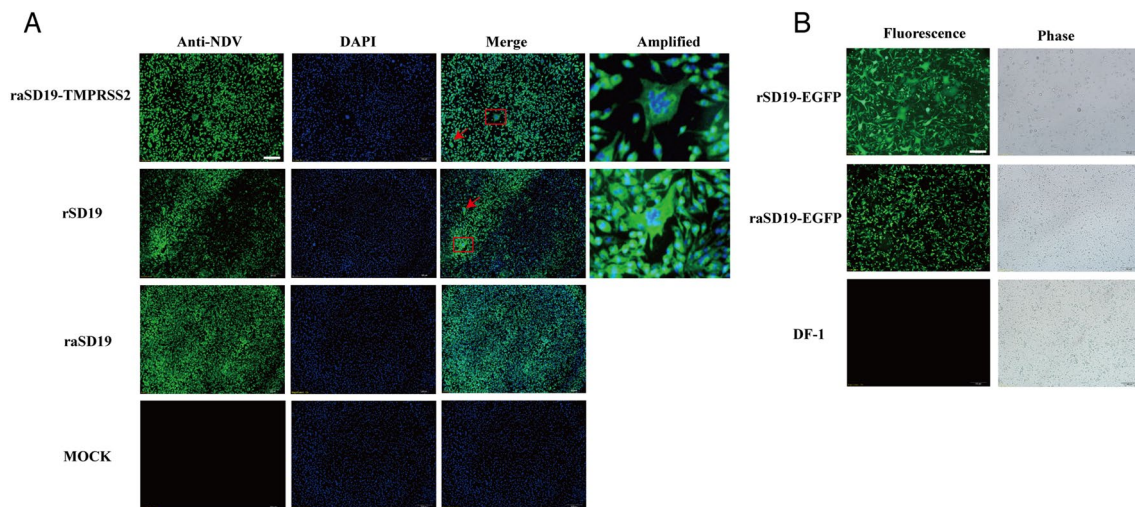 A
Anti-NDV DAPI Merge Amplified
raSD19-TMPRSS2
rSD19
raSD19
MOCK
B
Fluorescence Phase
rSD19-EGFP
raSD19-EGFP
DF-1